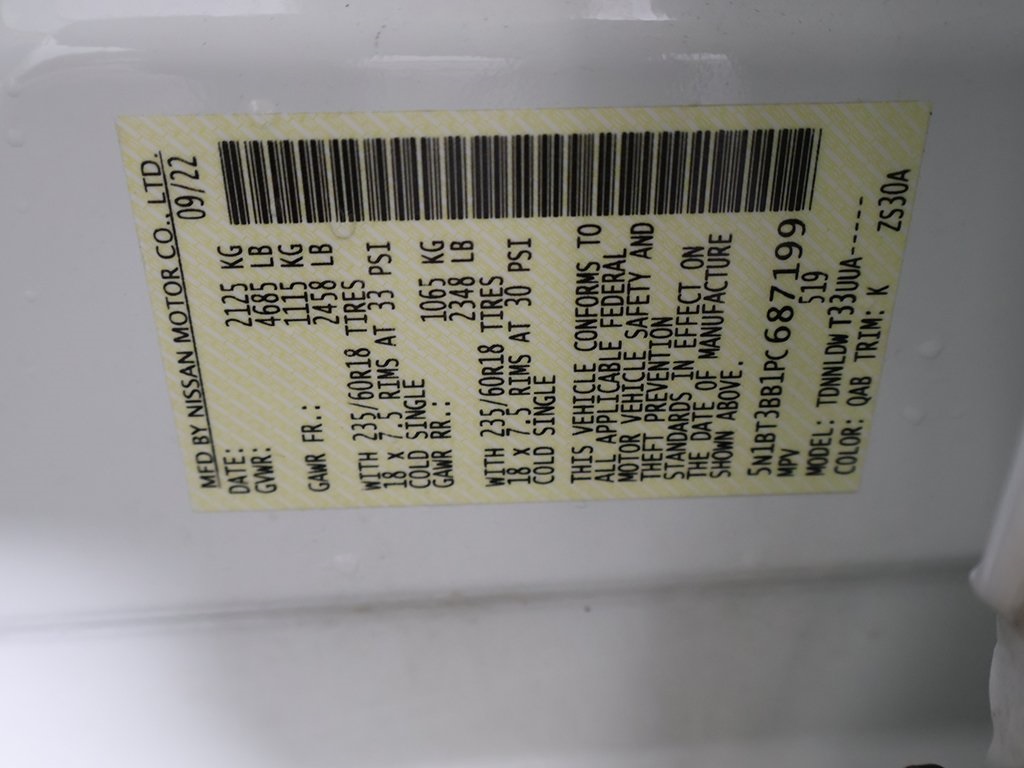 MFD BY NISSAN MOTOR CO., LTD.
DATE: 09/22
GVWR: 2125 KG
4685 LB
GAWR FR.: 1115 KG
2458 LB
WITH 235/60R18 TIRES
18 x 7.5 RIMS AT 33 PSI
COLD SINGLE
GAWR RR.: 1065 KG
2348 LB
WITH 235/60R18 TIRES
18 x 7.5 RIMS AT 30 PSI
COLD SINGLE
THIS VEHICLE CONFORMS TO
ALL APPLICABLE FEDERAL
MOTOR VEHICLE SAFETY AND
THEFT PREVENTION
STANDARDS IN EFFECT ON
THE DATE OF MANUFACTURE
SHOWN ABOVE.
5N1BT3BB1PC687199
MPV 519
MODEL: TDNNLDWT33UUA-----
COLOR: QAB TRIM: K ZS30A